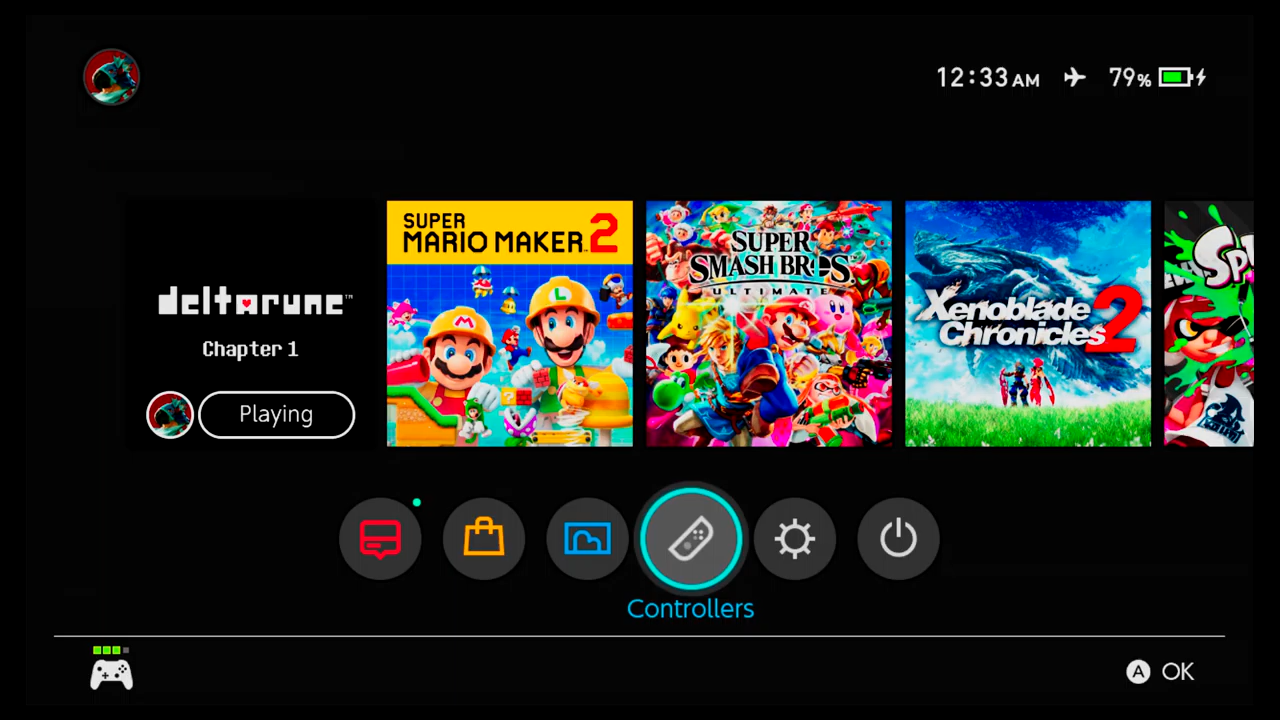 12:33 AM 79%
deltarune™
Chapter 1
Playing
SUPER
MARIO MAKER 2
SUPER
SMASH BROS.
ULTIMATE
Xenoblade
Chronicles 2
Controllers
A OK